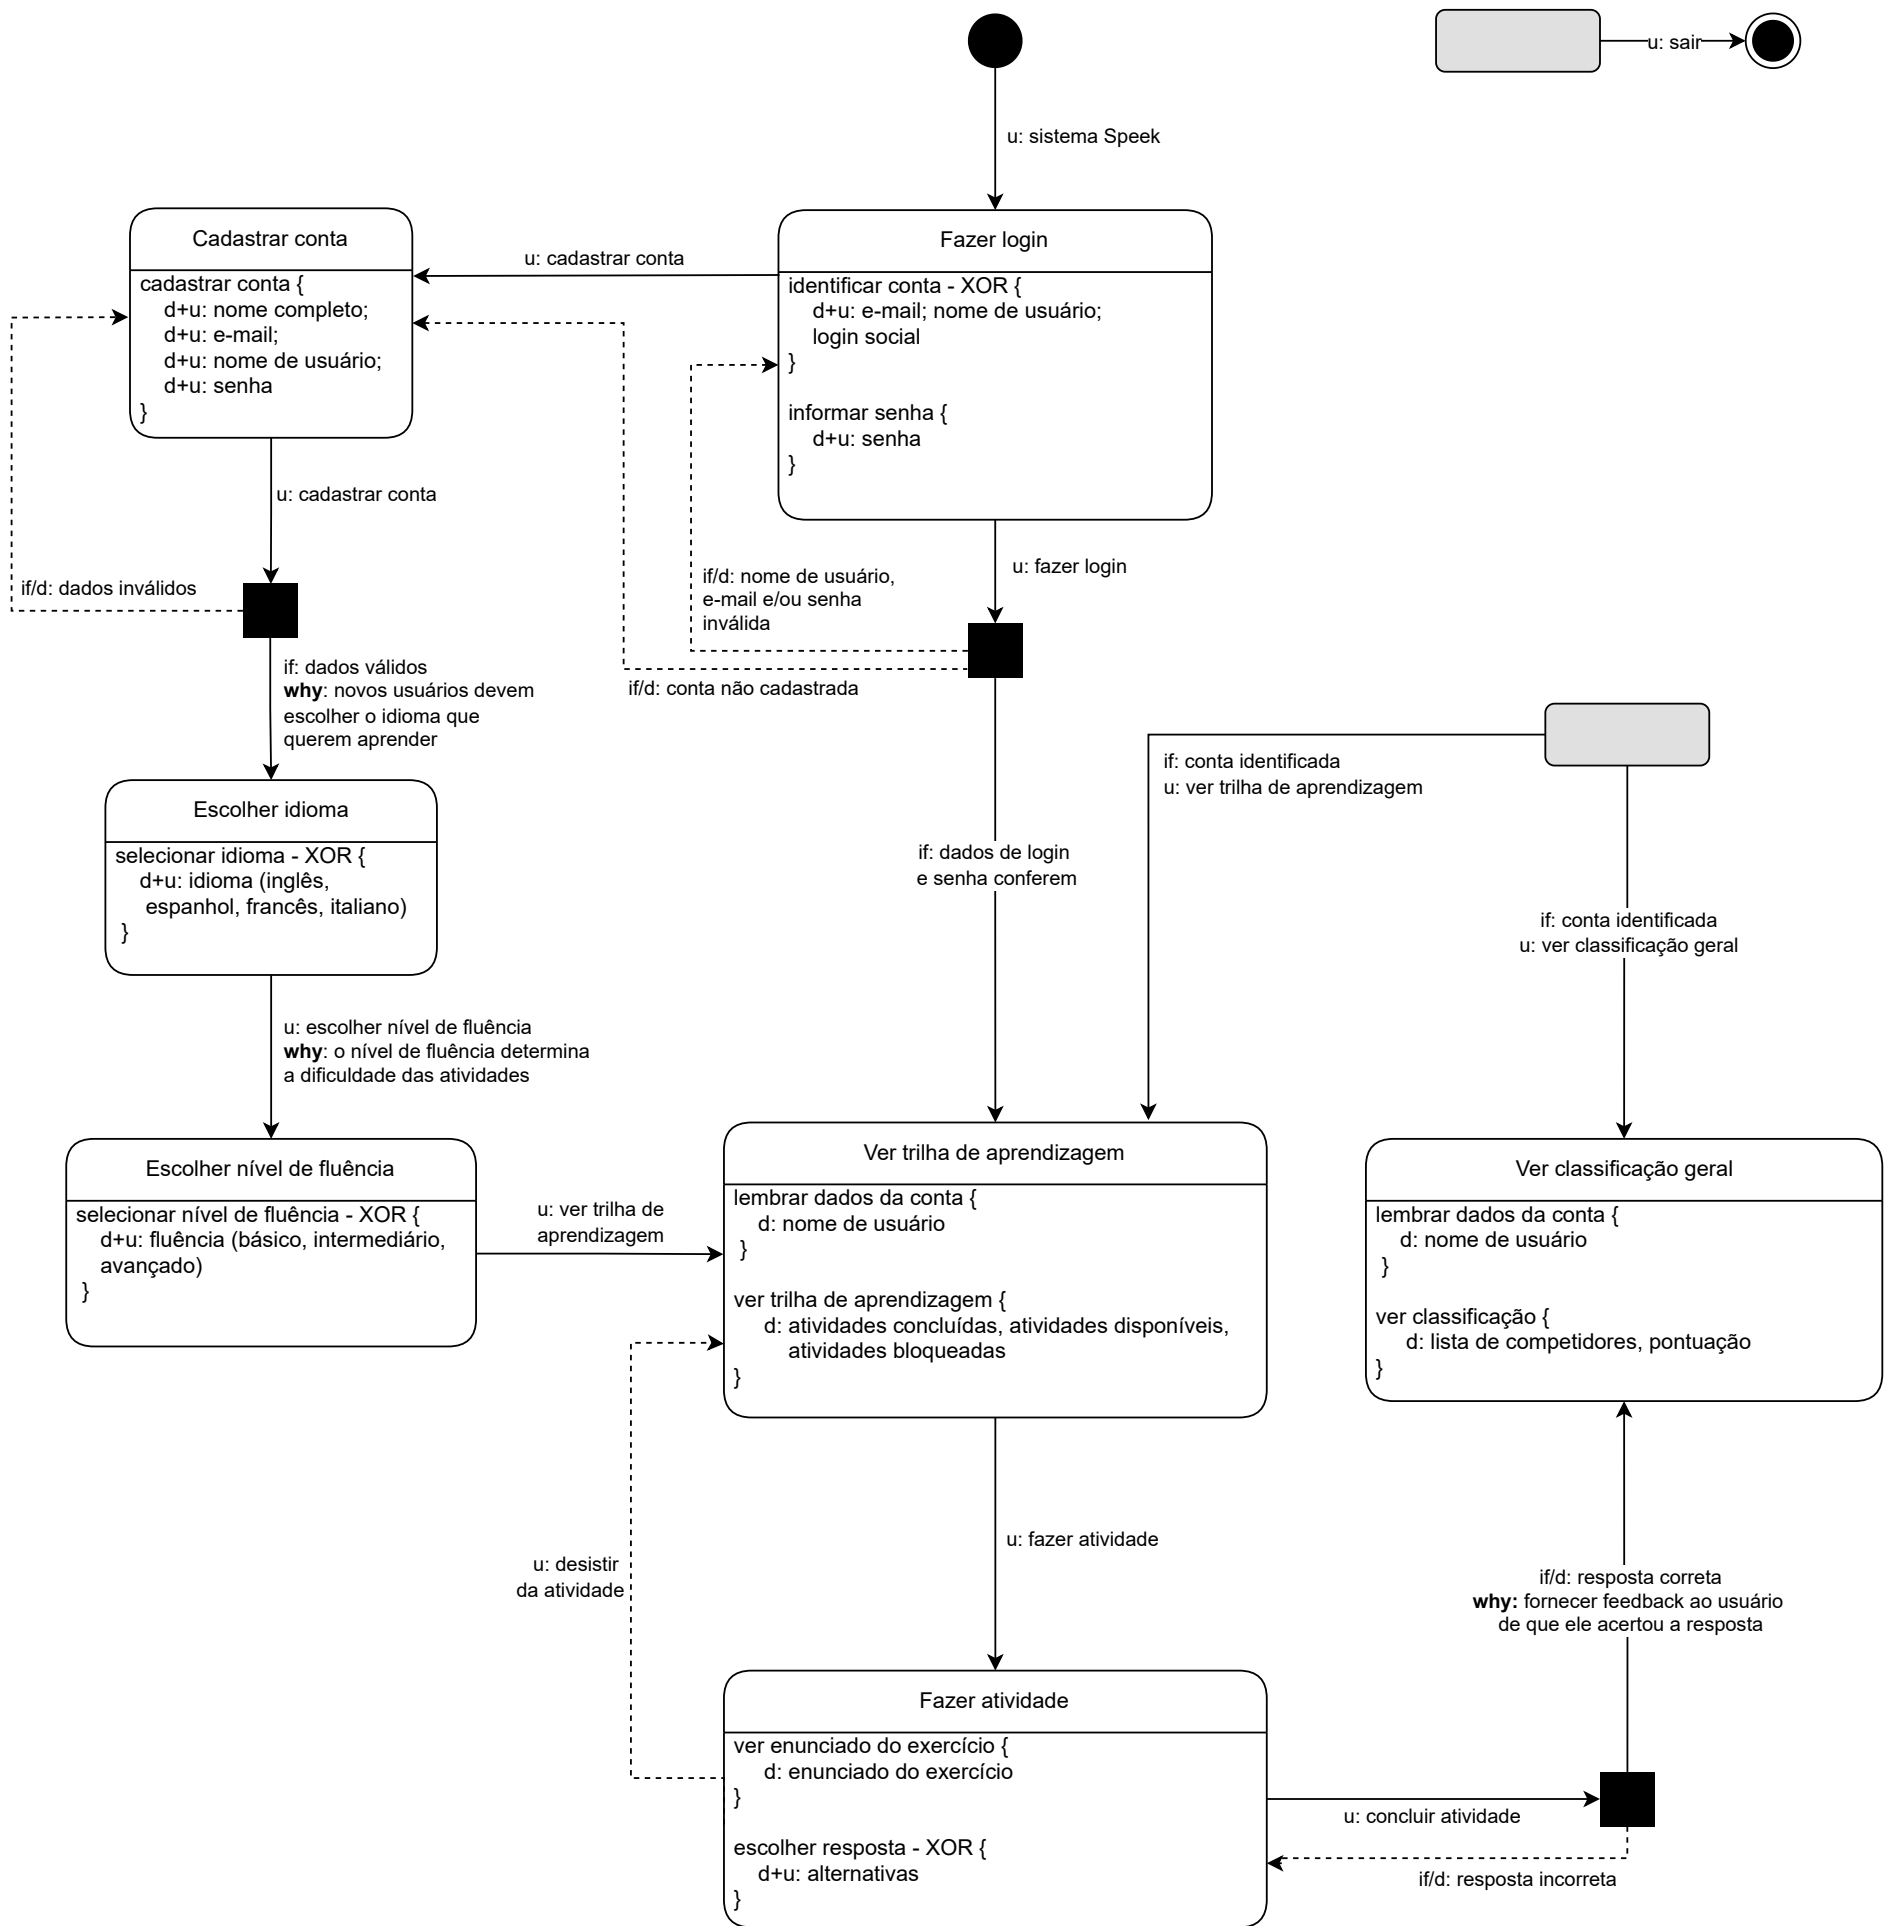 u: sair
u: sistema Speek
Cadastrar conta
cadastrar conta {
d+u: nome completo;
d+u: e-mail;
d+u: nome de usuário;
d+u: senha
}
u: cadastrar conta
Fazer login
identificar conta - XOR {
d+u: e-mail; nome de usuário;
login social
}
informar senha {
d+u: senha
}
u: cadastrar conta
if/d: dados inválidos
if/d: nome de usuário,
e-mail e/ou senha
inválida
u: fazer login
if: dados válidos
why: novos usuários devem
escolher o idioma que
querem aprender
if/d: conta não cadastrada
if: conta identificada
u: ver trilha de aprendizagem
Escolher idioma
selecionar idioma - XOR {
d+u: idioma (inglês,
espanhol, francês, italiano)
}
if: dados de login
e senha conferem
if: conta identificada
u: ver classificação geral
u: escolher nível de fluência
why: o nível de fluência determina
a dificuldade das atividades
Escolher nível de fluência
selecionar nível de fluência - XOR {
d+u: fluência (básico, intermediário,
avançado)
}
u: ver trilha de
aprendizagem
Ver trilha de aprendizagem
lembrar dados da conta {
d: nome de usuário
}
ver trilha de aprendizagem {
d: atividades concluídas, atividades disponíveis,
atividades bloqueadas
}
Ver classificação geral
lembrar dados da conta {
d: nome de usuário
}
ver classificação {
d: lista de competidores, pontuação
}
u: desistir
da atividade
u: fazer atividade
if/d: resposta correta
why: fornecer feedback ao usuário
de que ele acertou a resposta
Fazer atividade
ver enunciado do exercício {
d: enunciado do exercício
}
escolher resposta - XOR {
d+u: alternativas
}
u: concluir atividade
if/d: resposta incorreta